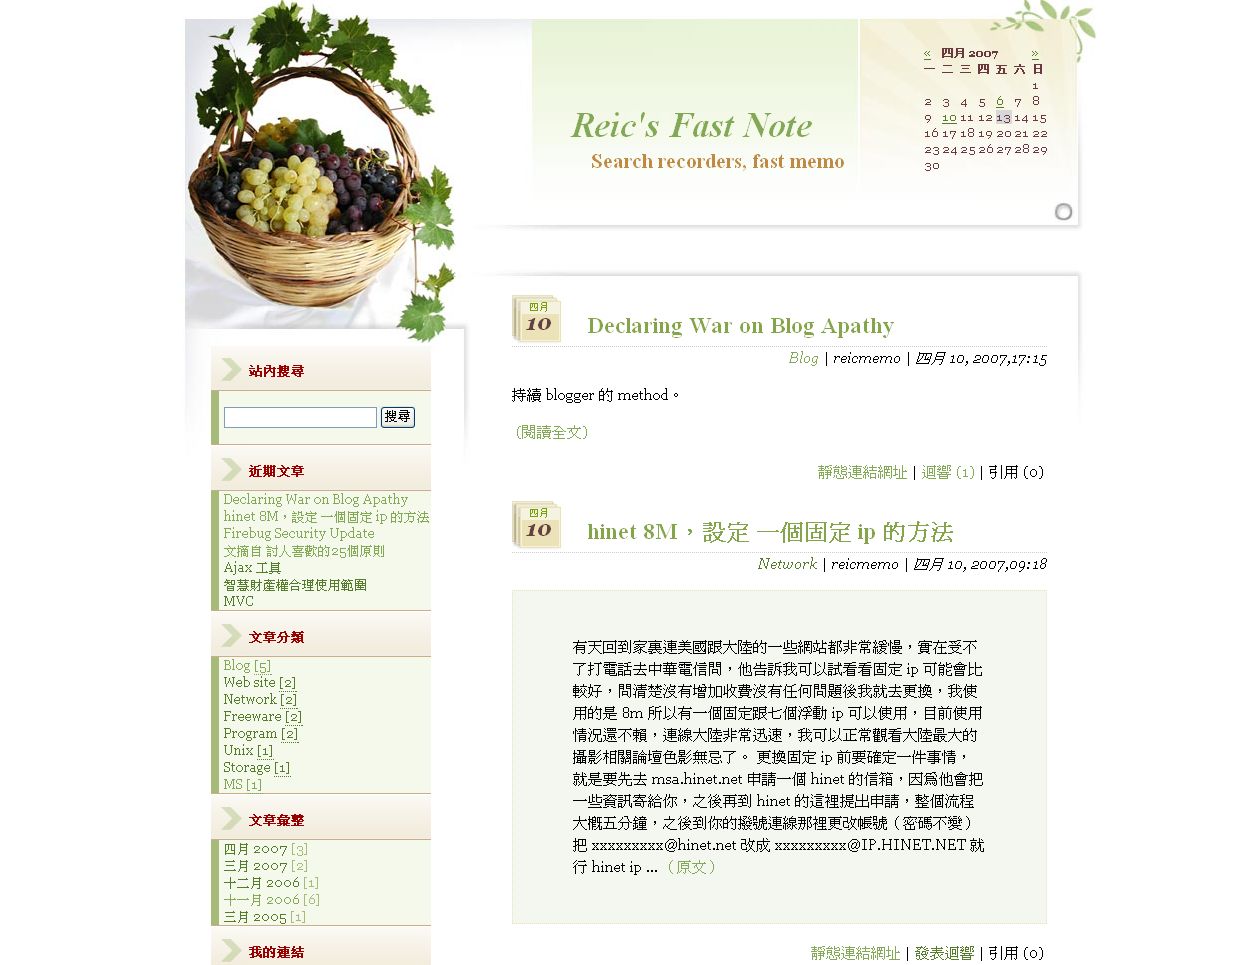 Reic's Fast Note
Search recorders, fast memo
« 四月 2007 »
一 二 三 四 五 六 日
1
2 3 4 5 6 7 8
9 10 11 12 13 14 15
16 17 18 19 20 21 22
23 24 25 26 27 28 29
30
站內搜尋
搜尋
近期文章
Declaring War on Blog Apathy
hinet 8M，設定 一個固定 ip 的方法
Firebug Security Update
文摘自 討人喜歡的25個原則
Ajax 工具
智慧財產權合理使用範圍
MVC
文章分類
Blog [5]
Web site [2]
Network [2]
Freeware [2]
Program [2]
Unix [1]
Storage [1]
MS [1]
文章彙整
四月 2007 [3]
三月 2007 [2]
十二月 2006 [1]
十一月 2006 [6]
三月 2005 [1]
我的連結
四月
10
Declaring War on Blog Apathy
Blog | reicmemo | 四月 10, 2007,17:15
持續 blogger 的 method。
(閱讀全文)
靜態連結網址 | 迴響 (1) | 引用 (0)
四月
10
hinet 8M，設定 一個固定 ip 的方法
Network | reicmemo | 四月 10, 2007,09:18
有天回到家裏連美國跟大陸的一些網站都非常緩慢，實在受不
了打電話去中華電信問，他告訴我可以試看看固定 ip 可能會比
較好，問清楚沒有增加收費沒有任何問題後我就去更換，我使
用的是 8m 所以有一個固定跟七個浮動 ip 可以使用，目前使用
情況還不賴，連線大陸非常迅速，我可以正常觀看大陸最大的
攝影相關論壇色影無忌了。 更換固定 ip 前要確定一件事情，
就是要先去 msa.hinet.net 申請一個 hinet 的信箱，因為他會把
一些資訊寄給你，之後再到 hinet 的這裡提出申請，整個流程
大概五分鐘，之後到你的撥號連線那裡更改帳號（密碼不變）
把 xxxxxxxxx@hinet.net 改成 xxxxxxxxx@IP.HINET.NET 就
行 hinet ip ... （原文）
靜態連結網址 | 發表迴響 | 引用 (0)